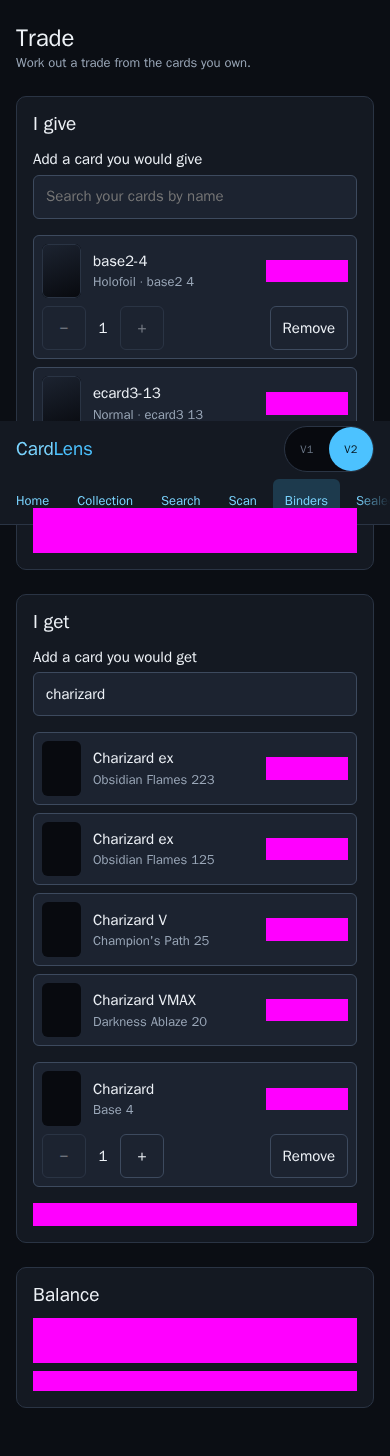 Trade
Work out a trade from the cards you own.
I give
Add a card you would give
Search your cards by name
base2-4
Holofoil · base2 4
− 1 + Remove
ecard3-13
Normal · ecard3 13
CardLens V1 V2
Home Collection Search Scan Binders Seale
I get
Add a card you would get
charizard
Charizard ex
Obsidian Flames 223
Charizard ex
Obsidian Flames 125
Charizard V
Champion's Path 25
Charizard VMAX
Darkness Ablaze 20
Charizard
Base 4
− 1 + Remove
Balance